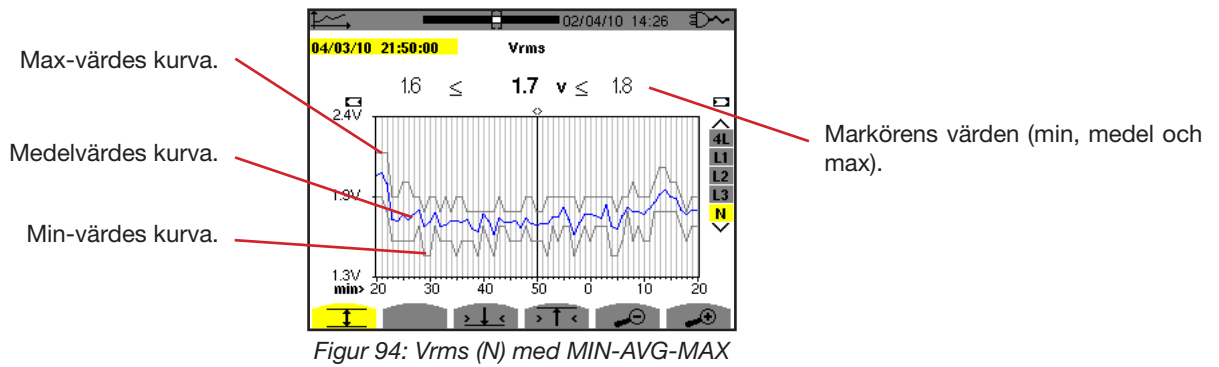 02/04/10 14:26
04/03/10 21:50:00 Vrms
Max-värdes kurva.
1.6 ≤ 1.7 v ≤ 1.8
2.4V
Markörens värden (min, medel och
max).
4L
L1
L2
L3
N
Medelvärdes kurva.
1.9V
Min-värdes kurva.
1.3V
min> 20 30 40 50 0 10 20
Figur 94: Vrms (N) med MIN-AVG-MAX